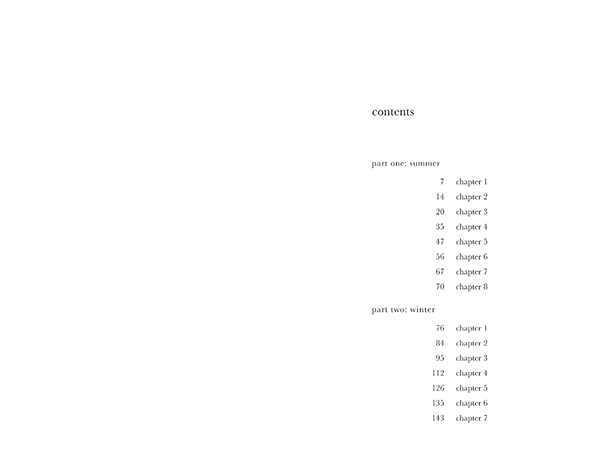 contents
part one: summer
7 chapter 1
14 chapter 2
20 chapter 3
35 chapter 4
47 chapter 5
56 chapter 6
67 chapter 7
70 chapter 8
part two: winter
76 chapter 1
84 chapter 2
95 chapter 3
112 chapter 4
126 chapter 5
135 chapter 6
143 chapter 7